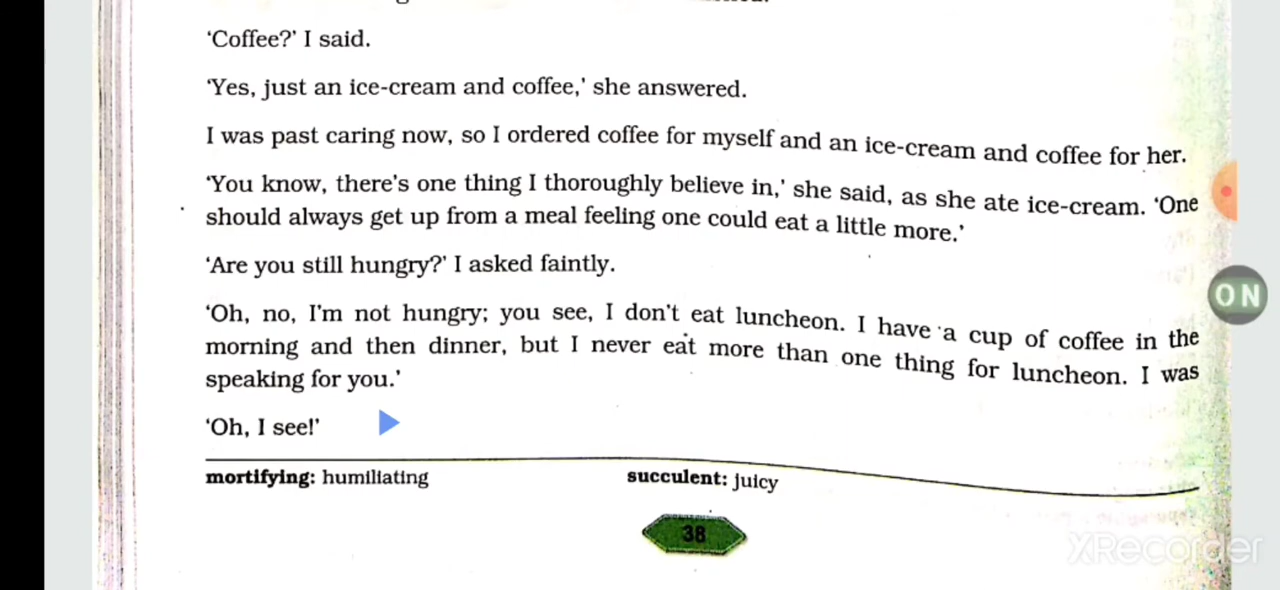 'Coffee?' I said.
'Yes, just an ice-cream and coffee,' she answered.
I was past caring now, so I ordered coffee for myself and an ice-cream and coffee for her.
'You know, there's one thing I thoroughly believe in,' she said, as she ate ice-cream. 'One
should always get up from a meal feeling one could eat a little more.'
'Are you still hungry?' I asked faintly.
'Oh, no, I'm not hungry; you see, I don't eat luncheon. I have a cup of coffee in the
morning and then dinner, but I never eat more than one thing for luncheon. I was
speaking for you.'
'Oh, I see!'
mortifying: humiliating succulent: juicy
38
ON
XRecorder